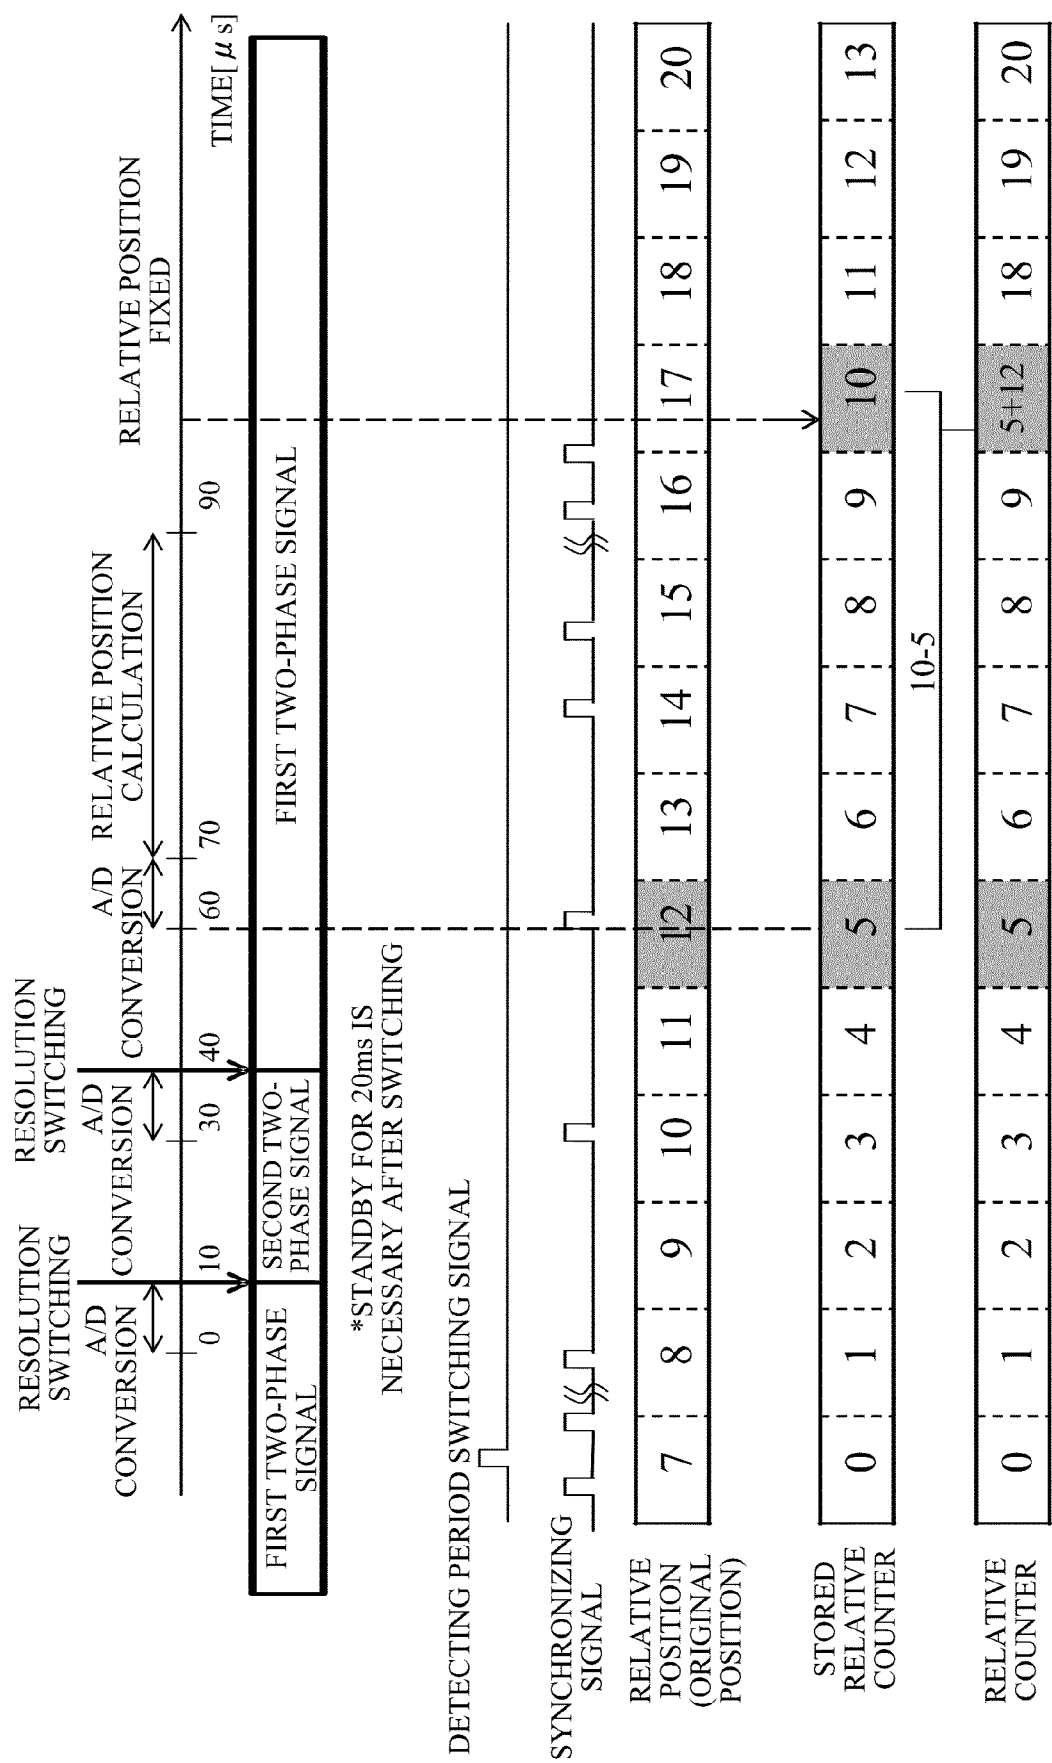 RESOLUTION
SWITCHING
RESOLUTION
SWITCHING
A/D
CONVERSION
A/D
CONVERSION
A/D
CONVERSION
RELATIVE POSITION
CALCULATION
RELATIVE POSITION
FIXED
0
10
30
40
60
70
90
TIME[μs]
FIRST TWO-PHASE
SIGNAL
SECOND TWO-
PHASE SIGNAL
FIRST TWO-PHASE SIGNAL
*STANDBY FOR 20ms IS
NECESSARY AFTER SWITCHING
DETECTING PERIOD SWITCHING SIGNAL
SYNCHRONIZING
SIGNAL
RELATIVE
POSITION
(ORIGINAL
POSITION)
7 8 9 10 11 12 13 14 15 16 17 18 19 20
STORED
RELATIVE
COUNTER
0 1 2 3 4 5 6 7 8 9 10 11 12 13
10-5
RELATIVE
COUNTER
0 1 2 3 4 5 6 7 8 9 5+12 18 19 20